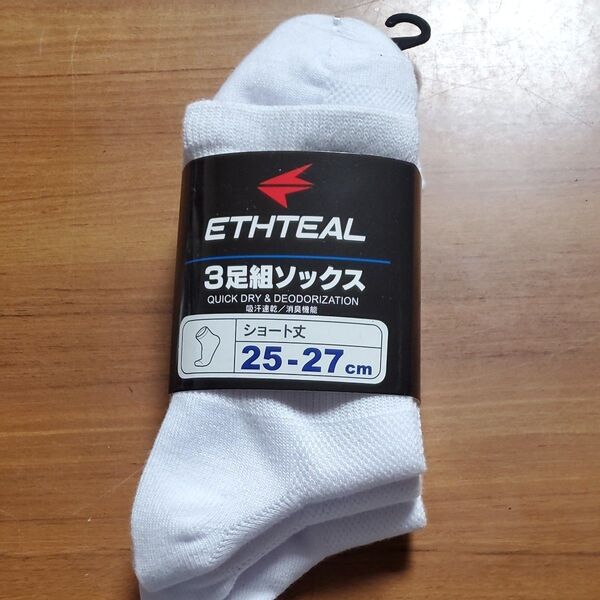 ETHTEAL
3足組ソックス
QUICK DRY & DEODORIZATION
吸汗速乾／消臭機能
ショート丈
25-27cm